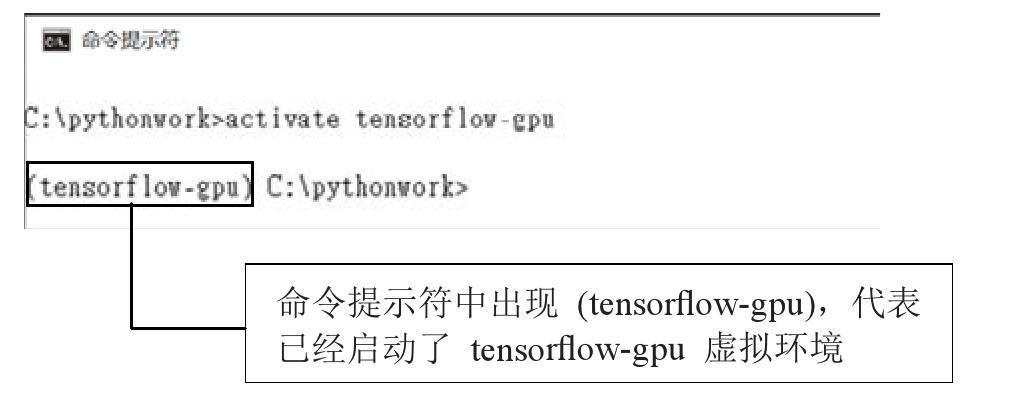 C:\. 命令提示符
C:\pythonwork>activate tensorflow-gpu
(tensorflow-gpu) C:\pythonwork>
命令提示符中出现 (tensorflow-gpu)，代表
已经启动了 tensorflow-gpu 虚拟环境